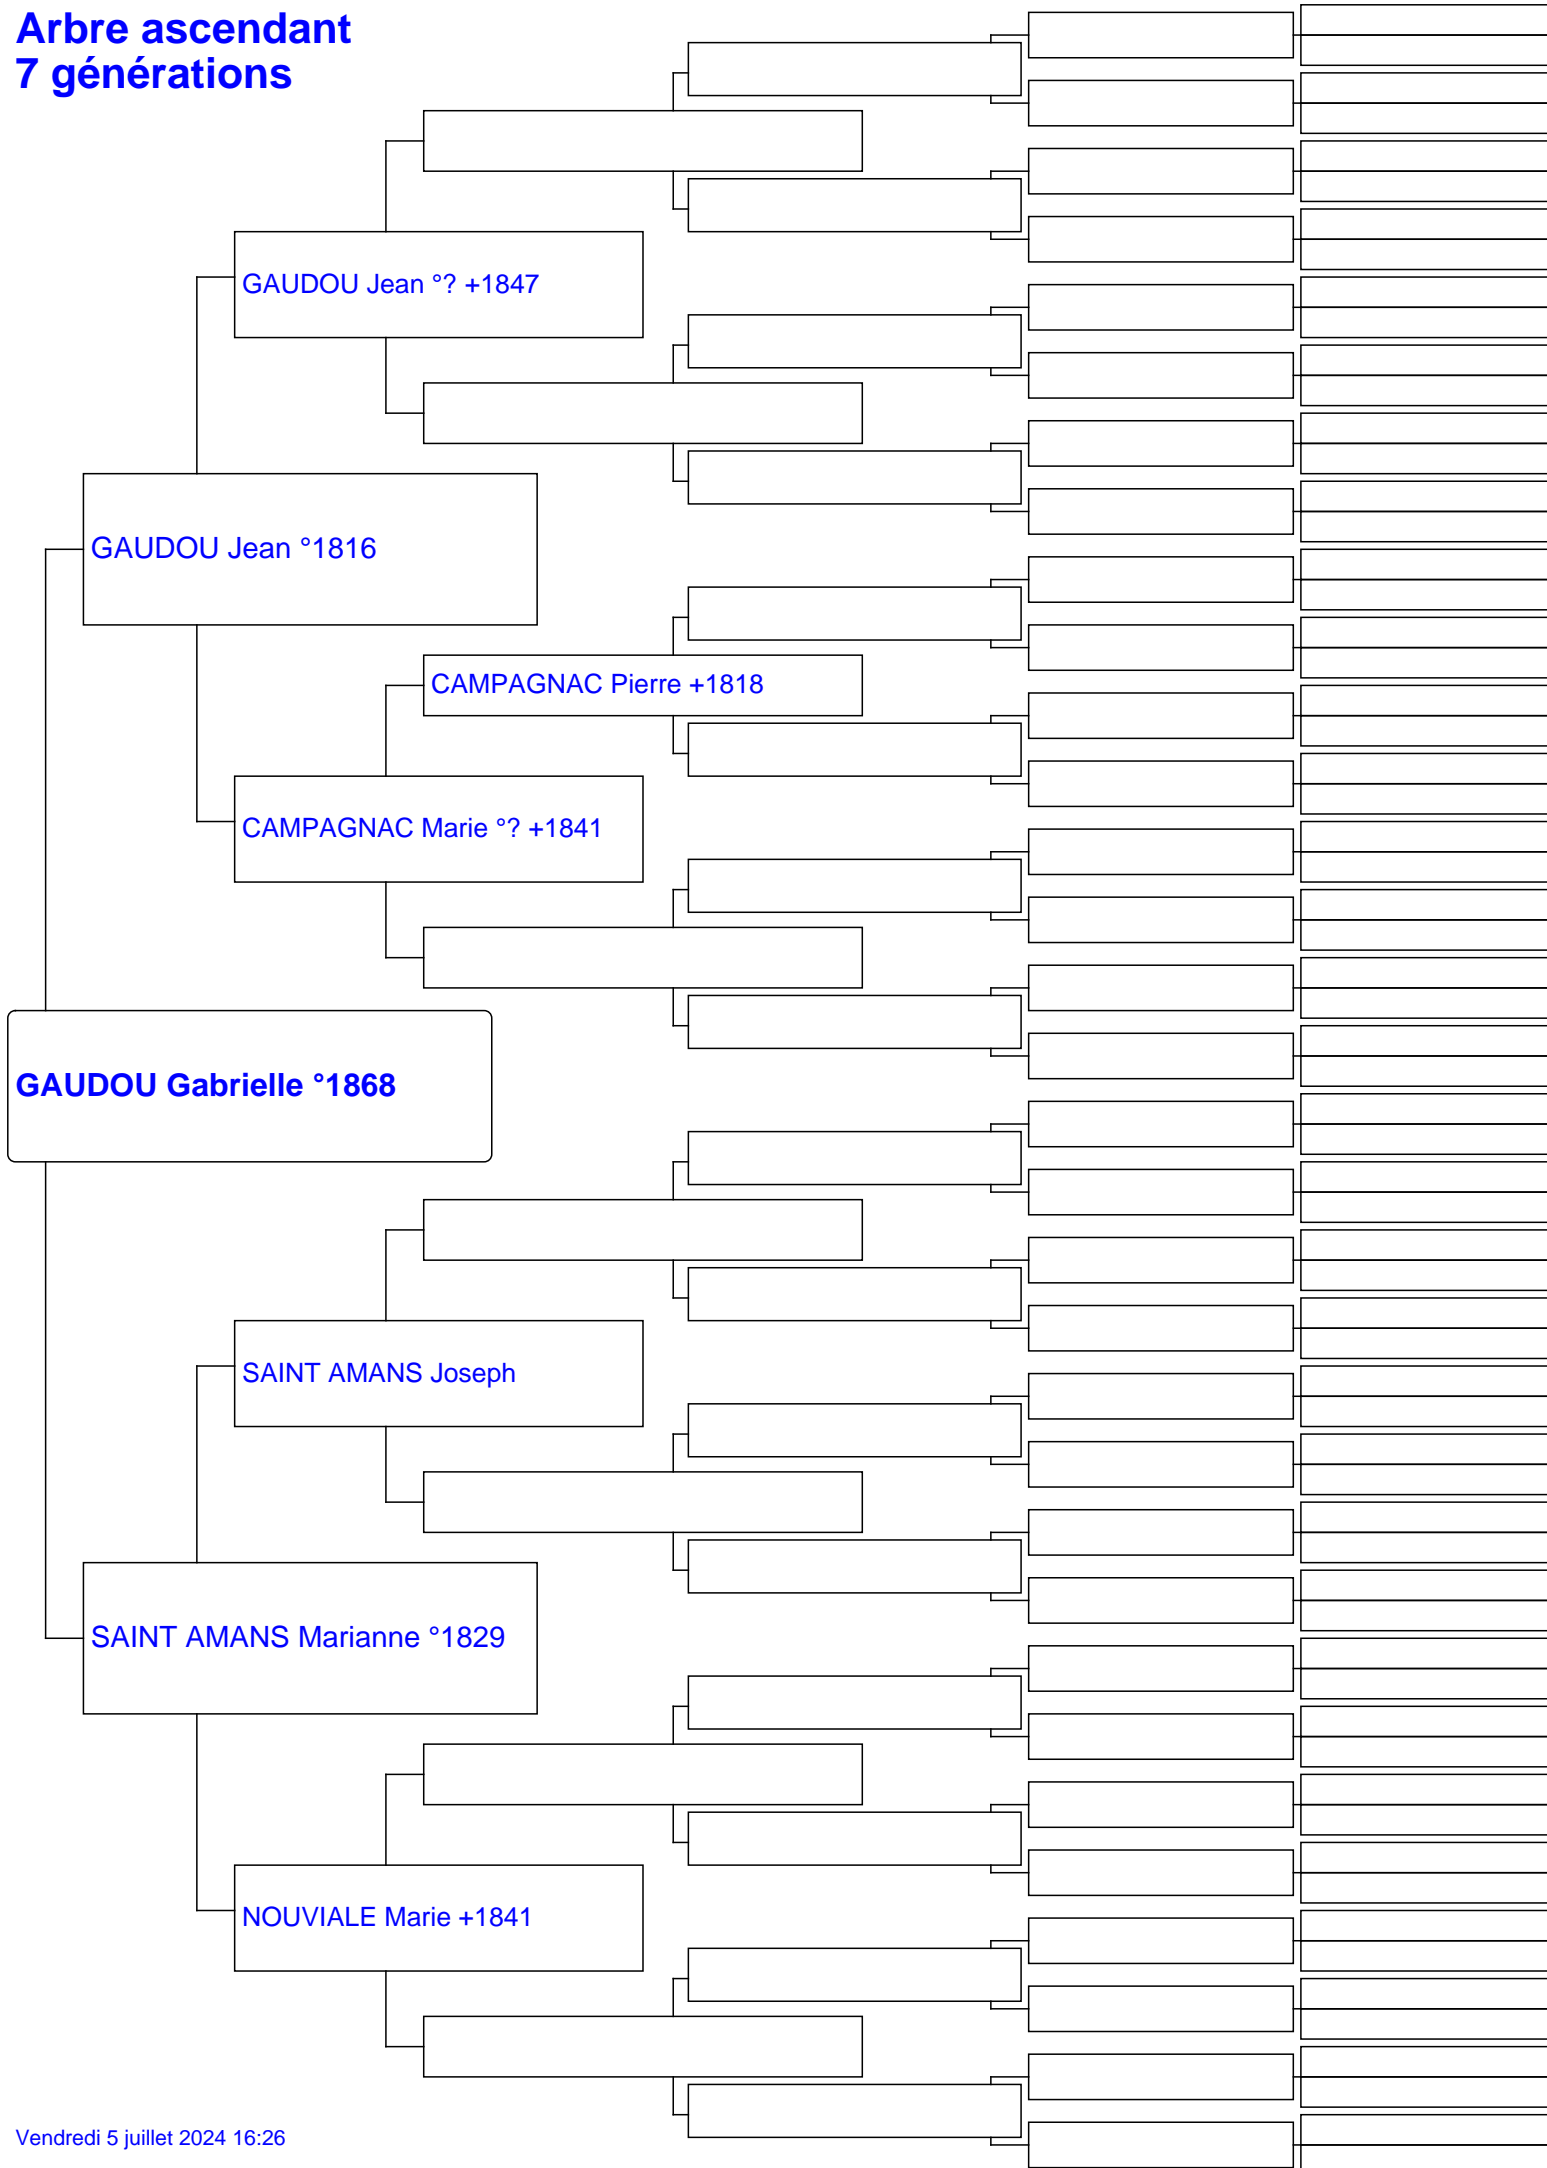 Arbre ascendant
7 générations
GAUDOU Jean °? +1847
GAUDOU Jean °1816
CAMPAGNAC Pierre +1818
CAMPAGNAC Marie °? +1841
GAUDOU Gabrielle °1868
SAINT AMANS Joseph
SAINT AMANS Marianne °1829
NOUVIALE Marie +1841
Vendredi 5 juillet 2024 16:26